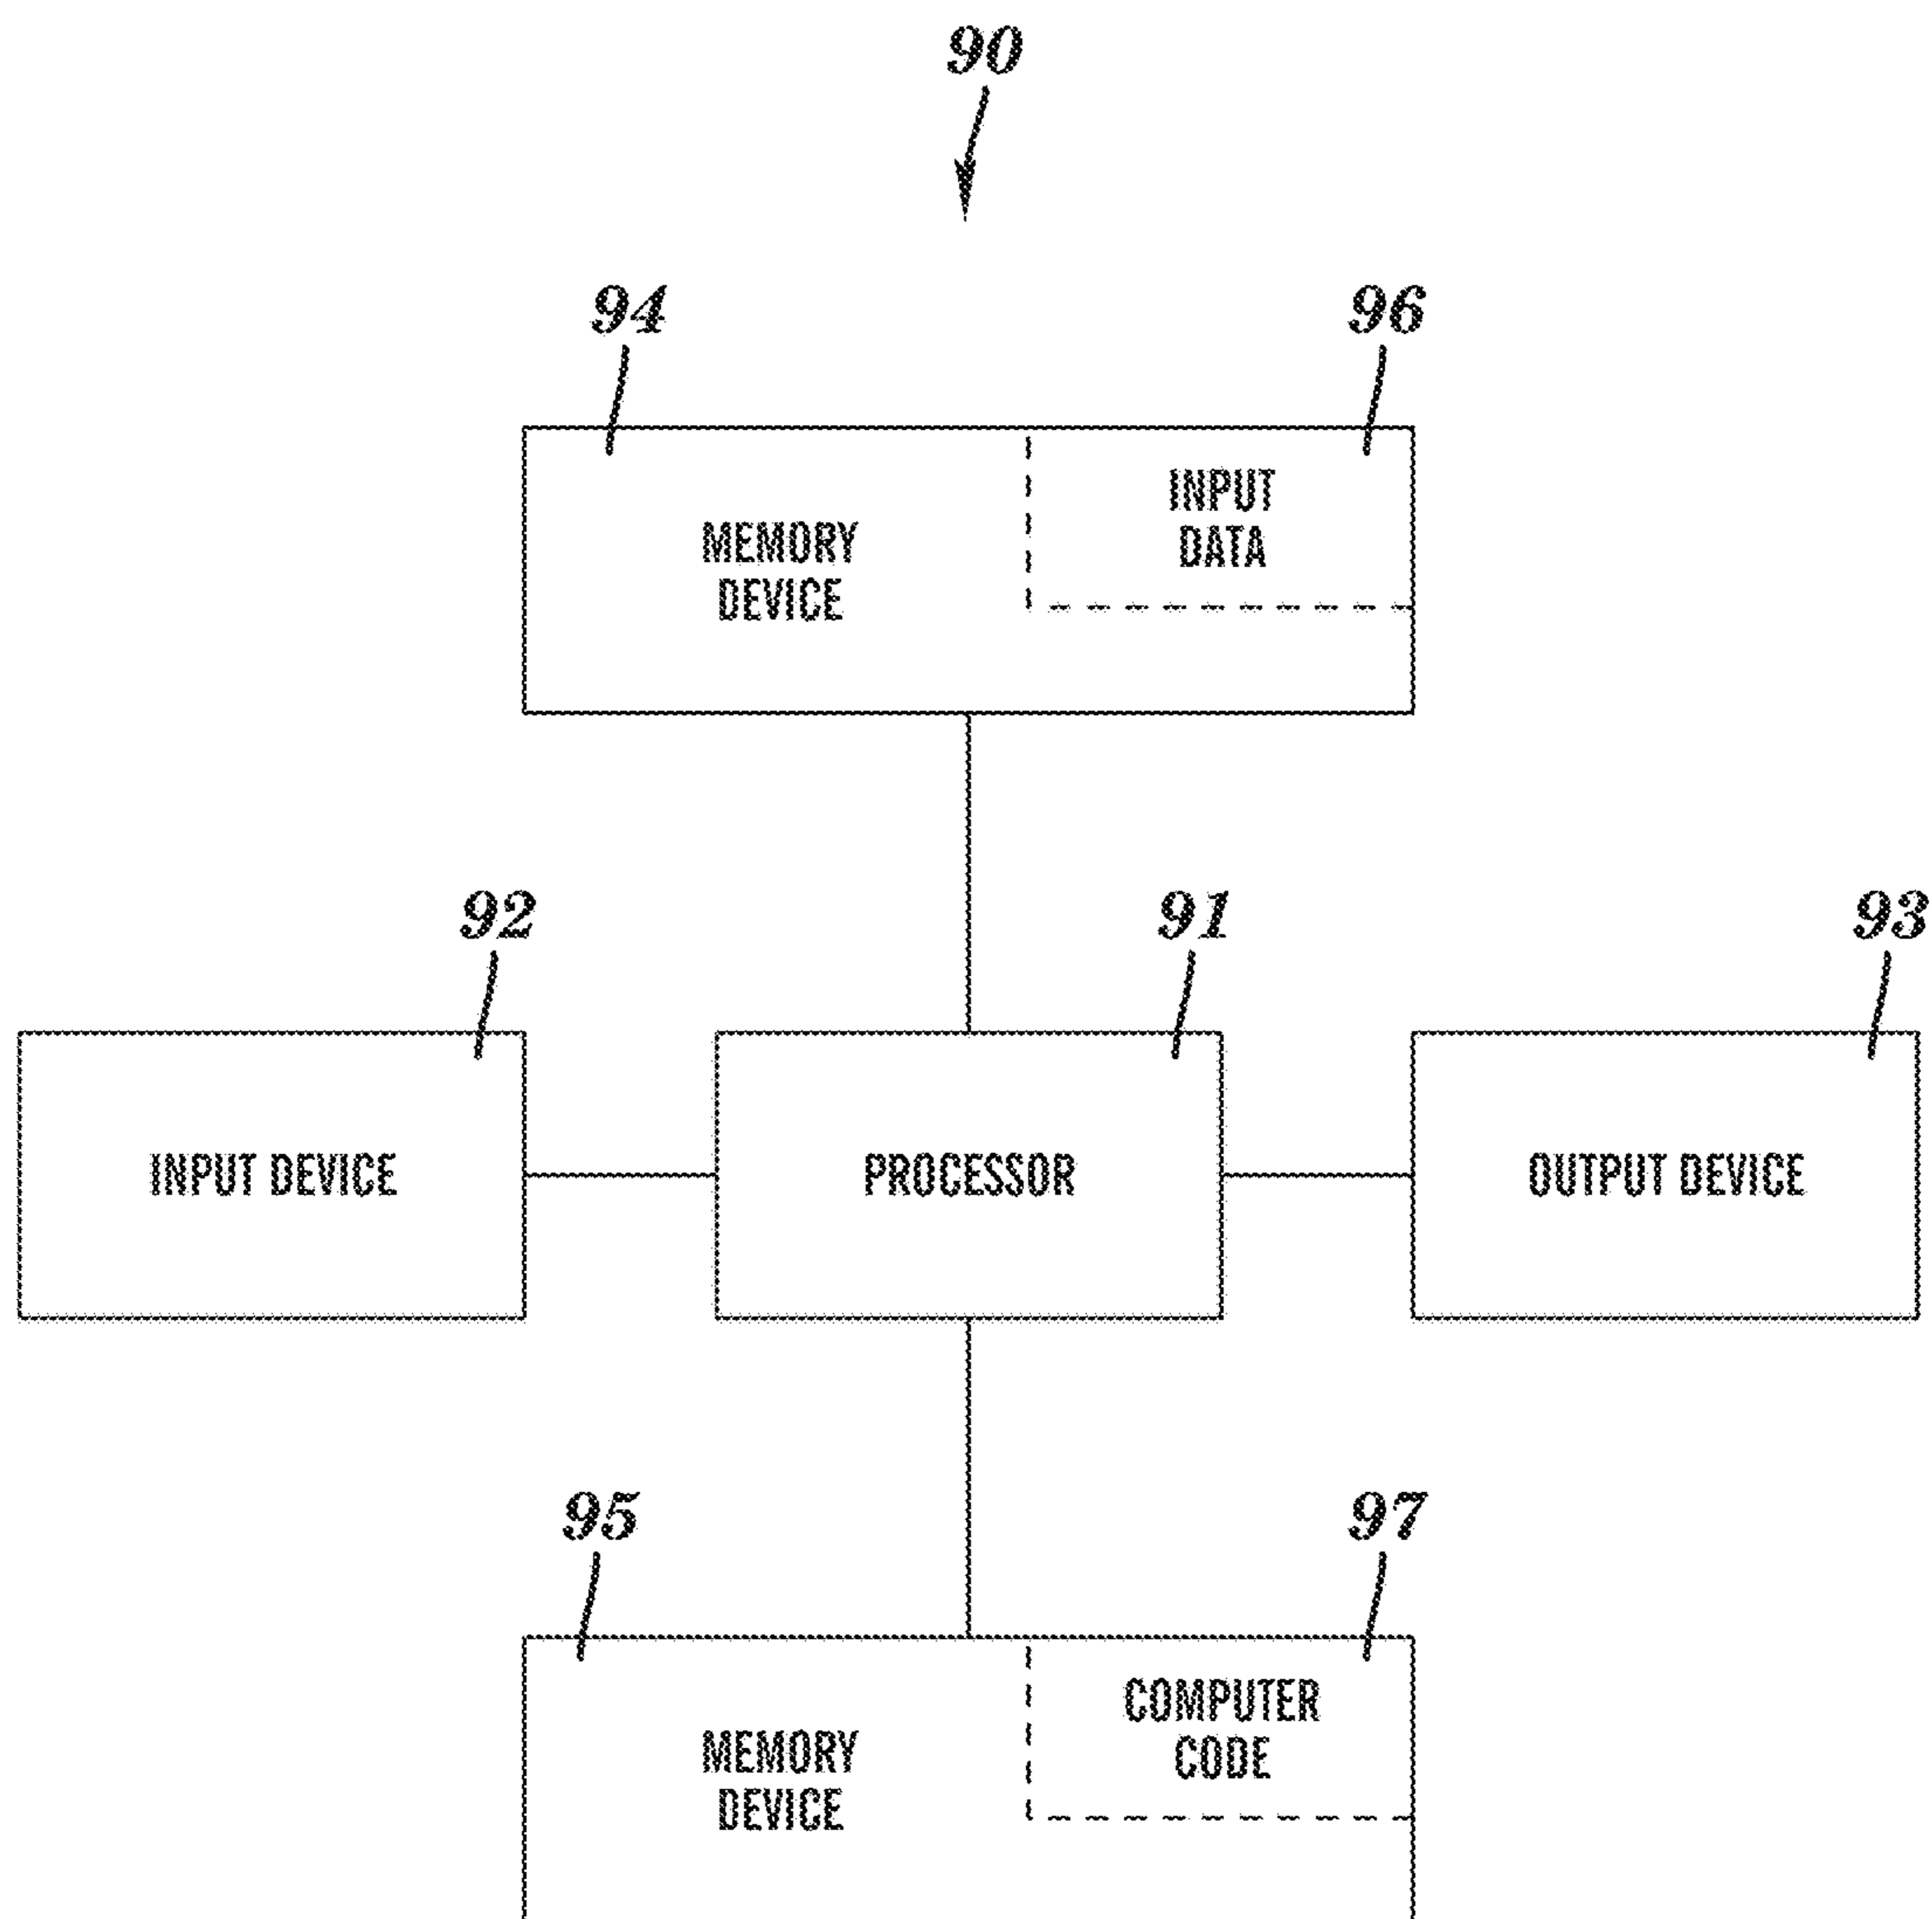 90
94
96
INPUT
DATA
MEMORY
DEVICE
92
91
93
INPUT DEVICE
PROCESSOR
OUTPUT DEVICE
95
97
COMPUTER
CODE
MEMORY
DEVICE